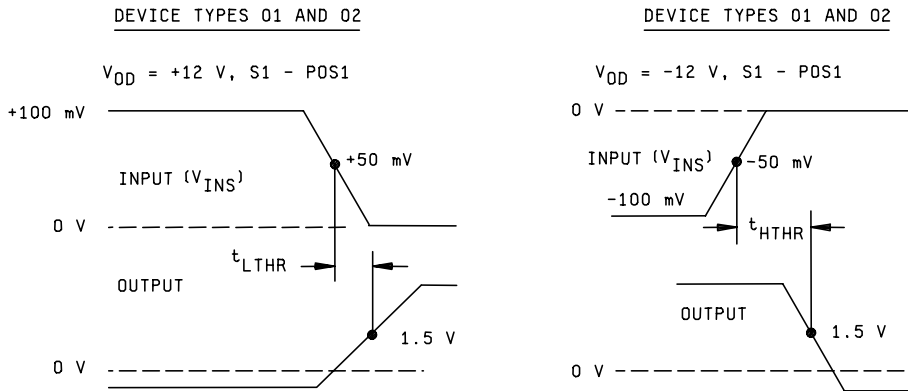 DEVICE TYPES 01 AND 02
V_OD = +12 V, S1 - POS1
+100 mV
+50 mV
INPUT (V_INS)
0 V
t_LTHR
OUTPUT
1.5 V
0 V
DEVICE TYPES 01 AND 02
V_OD = -12 V, S1 - POS1
0 V
INPUT (V_INS)
-50 mV
-100 mV
t_HTHR
OUTPUT
1.5 V
0 V